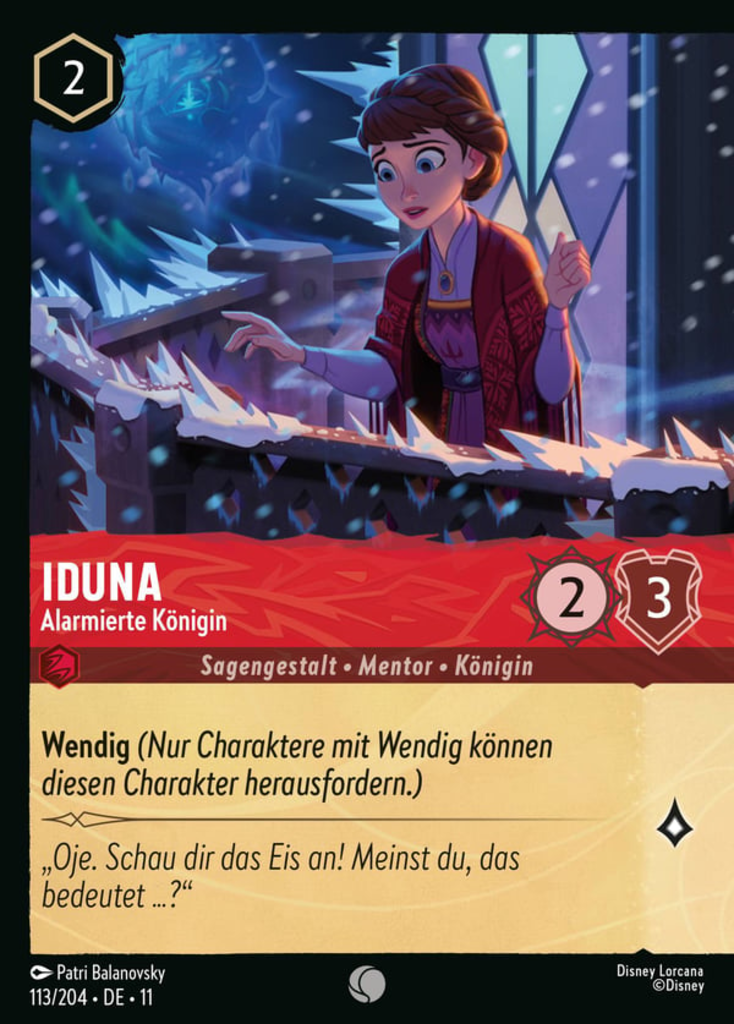 2
IDUNA
Alarmierte Königin
2
3
Sagengestalt • Mentor • Königin
Wendig (Nur Charaktere mit Wendig können
diesen Charakter herausfordern.)
„Oje. Schau dir das Eis an! Meinst du, das
bedeutet ...?“
Patri Balanovsky
113/204 • DE • 11
Disney Lorcana
©Disney